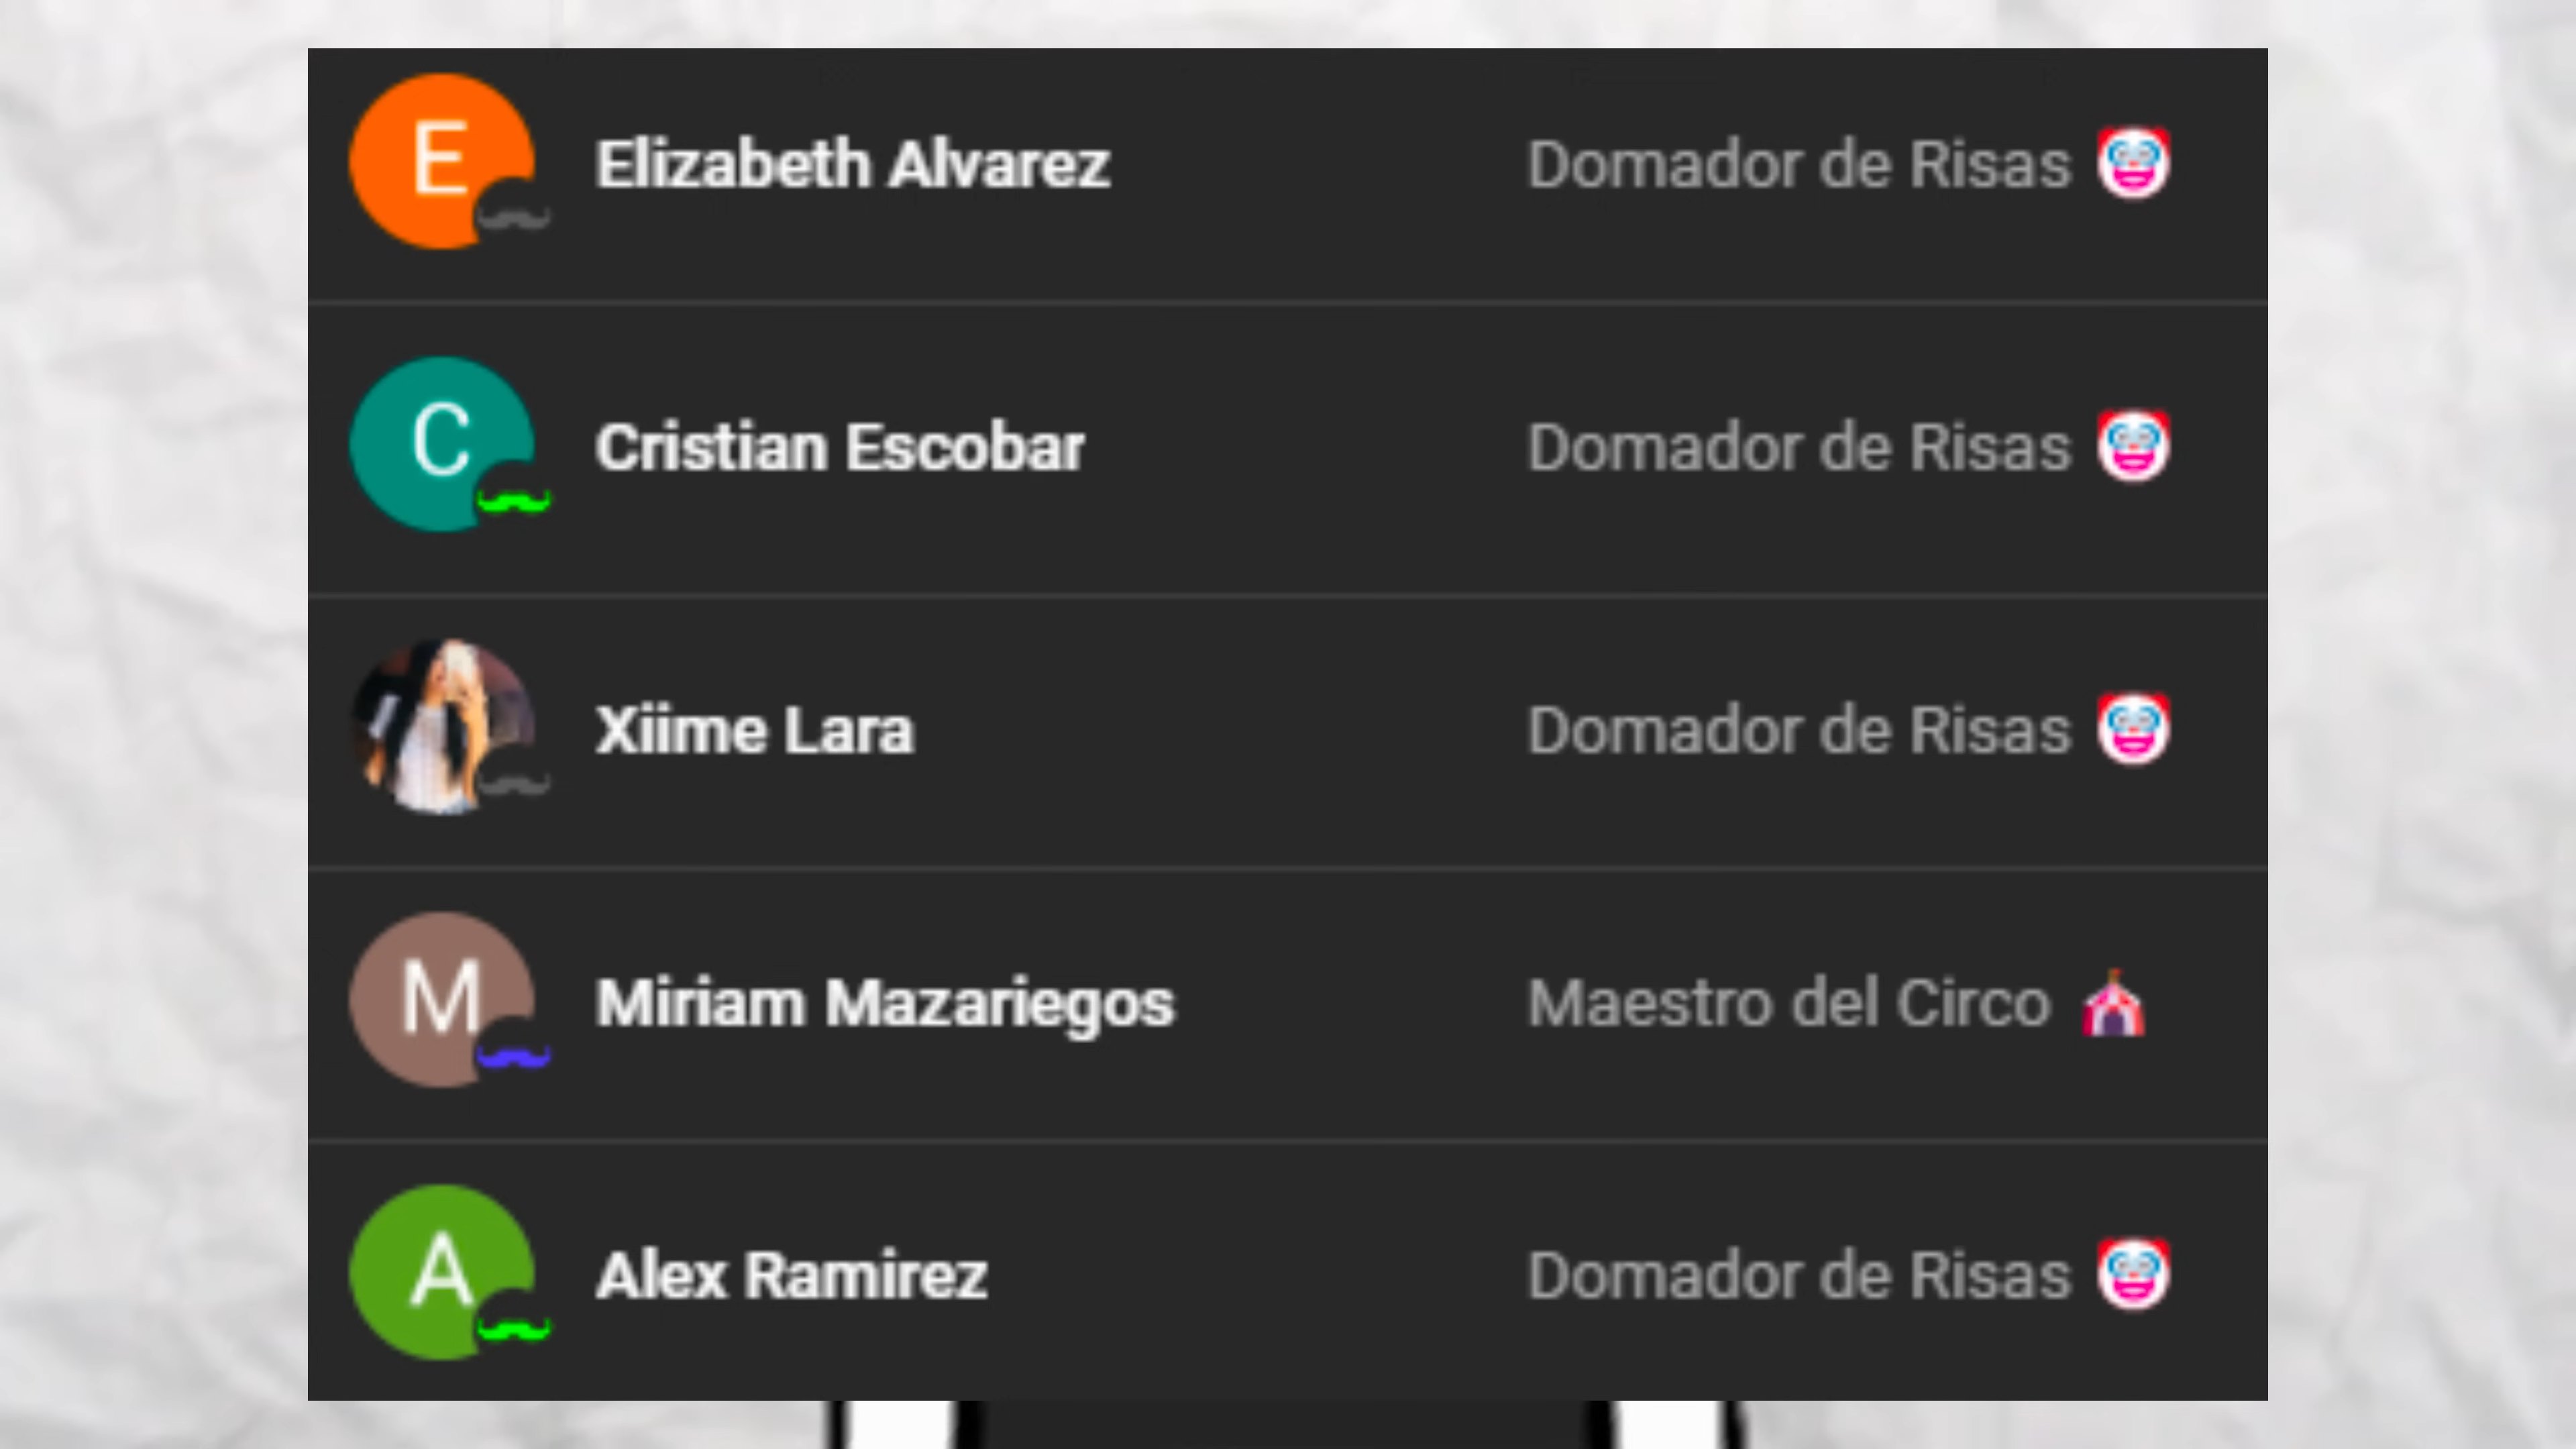 E Elizabeth Alvarez Domador de Risas 🤡
C Cristian Escobar Domador de Risas 🤡
Xiime Lara Domador de Risas 🤡
M Miriam Mazariegos Maestro del Circo 🎪
A Alex Ramirez Domador de Risas 🤡